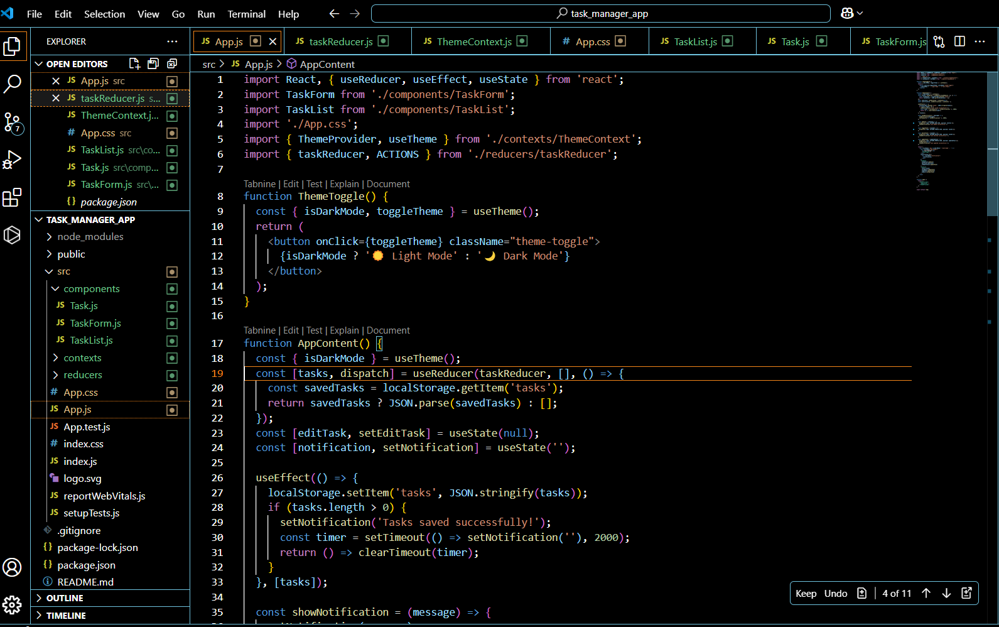 File Edit Selection View Go Run Terminal Help
task_manager_app
EXPLORER
OPEN EDITORS
JS App.js src
JS taskReducer.js s...
JS ThemeContext.j...
# App.css src
JS TaskList.js src\co...
JS Task.js src\comp...
JS TaskForm.js src\...
{} package.json
TASK_MANAGER_APP
node_modules
public
src
components
JS Task.js
JS TaskForm.js
JS TaskList.js
contexts
reducers
# App.css
JS App.js
JS App.test.js
# index.css
JS index.js
logo.svg
JS reportWebVitals.js
JS setupTests.js
.gitignore
{} package-lock.json
{} package.json
README.md
OUTLINE
TIMELINE
7
JS App.js
JS taskReducer.js
JS ThemeContext.js
# App.css
JS TaskList.js
JS Task.js
JS TaskForm.js
src > JS App.js > AppContent
1 import React, { useReducer, useEffect, useState } from 'react';
2 import TaskForm from './components/TaskForm';
3 import TaskList from './components/TaskList';
4 import './App.css';
5 import { ThemeProvider, useTheme } from './contexts/ThemeContext';
6 import { taskReducer, ACTIONS } from './reducers/taskReducer';
7
Tabnine | Edit | Test | Explain | Document
8 function ThemeToggle() {
9 const { isDarkMode, toggleTheme } = useTheme();
10 return (
11 <button onClick={toggleTheme} className="theme-toggle">
12 {isDarkMode ? '☀️ Light Mode' : '🌙 Dark Mode'}
13 </button>
14 );
15 }
16
Tabnine | Edit | Test | Explain | Document
17 function AppContent() {
18 const { isDarkMode } = useTheme();
19 const [tasks, dispatch] = useReducer(taskReducer, [], () => {
20 const savedTasks = localStorage.getItem('tasks');
21 return savedTasks ? JSON.parse(savedTasks) : [];
22 });
23 const [editTask, setEditTask] = useState(null);
24 const [notification, setNotification] = useState('');
25
26 useEffect(() => {
27 localStorage.setItem('tasks', JSON.stringify(tasks));
28 if (tasks.length > 0) {
29 setNotification('Tasks saved successfully!');
30 const timer = setTimeout(() => setNotification(''), 2000);
31 return () => clearTimeout(timer);
32 }
33 }, [tasks]);
34
35 const showNotification = (message) => {
Keep Undo 4 of 11